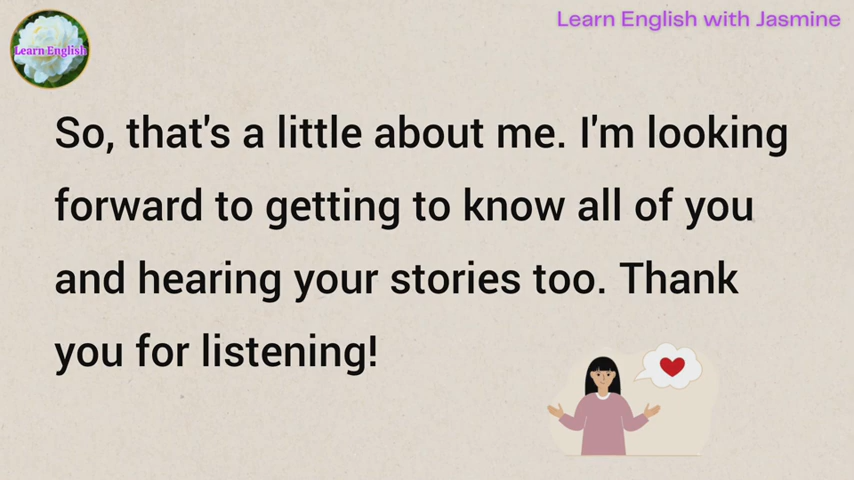 Learn English with Jasmine
Learn English
So, that's a little about me. I'm looking
forward to getting to know all of you
and hearing your stories too. Thank
you for listening!